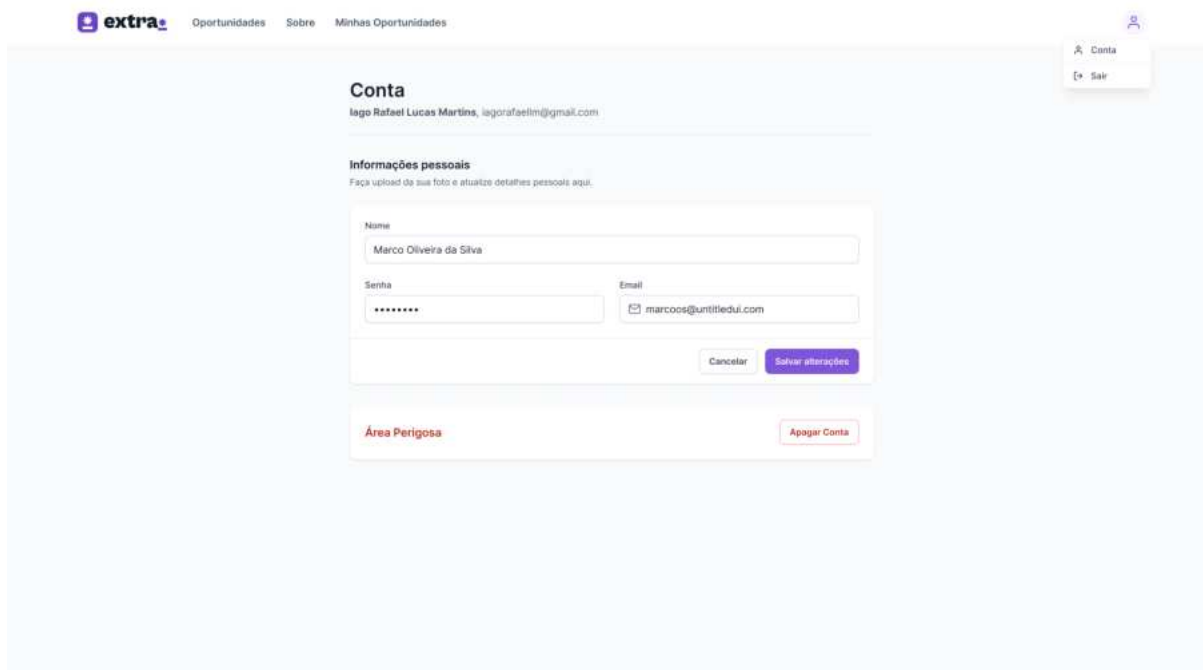 extra
Oportunidades Sobre Minhas Oportunidades
Conta
Sair
Conta
Iago Rafael Lucas Martins, iagorafaellm@gmail.com
Informações pessoais
Faça upload da sua foto e atualize detalhes pessoais aqui.
Nome
Marco Oliveira da Silva
Senha Email
•••••••• marcoos@untitledui.com
Cancelar Salvar alterações
Área Perigosa Apagar Conta